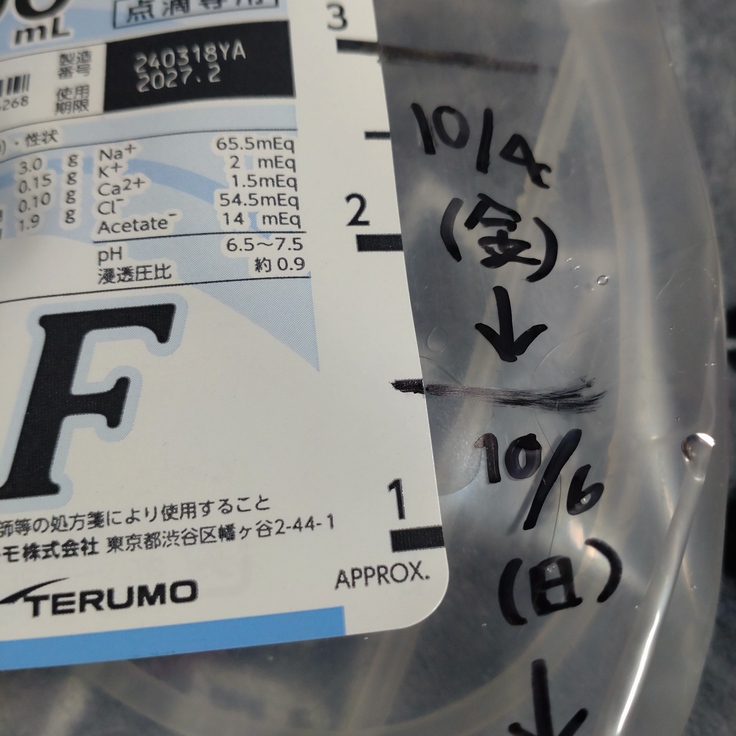 mL
点滴専用
製造
番号
240318YA
使用
期限
2027.2
268
・性状
3.0 g
0.15 g
0.10 g
1.9 g
Na+ 65.5mEq
K+ 2 mEq
Ca2+ 1.5mEq
Cl- 54.5mEq
Acetate- 14 mEq
pH 6.5~7.5
浸透圧比 約0.9
F
師等の処方箋により使用すること
モ株式会社 東京都渋谷区幡ヶ谷2-44-1
TERUMO
3
2
1
APPROX.
10/4
(金)
↓
10/6
(日)
↓